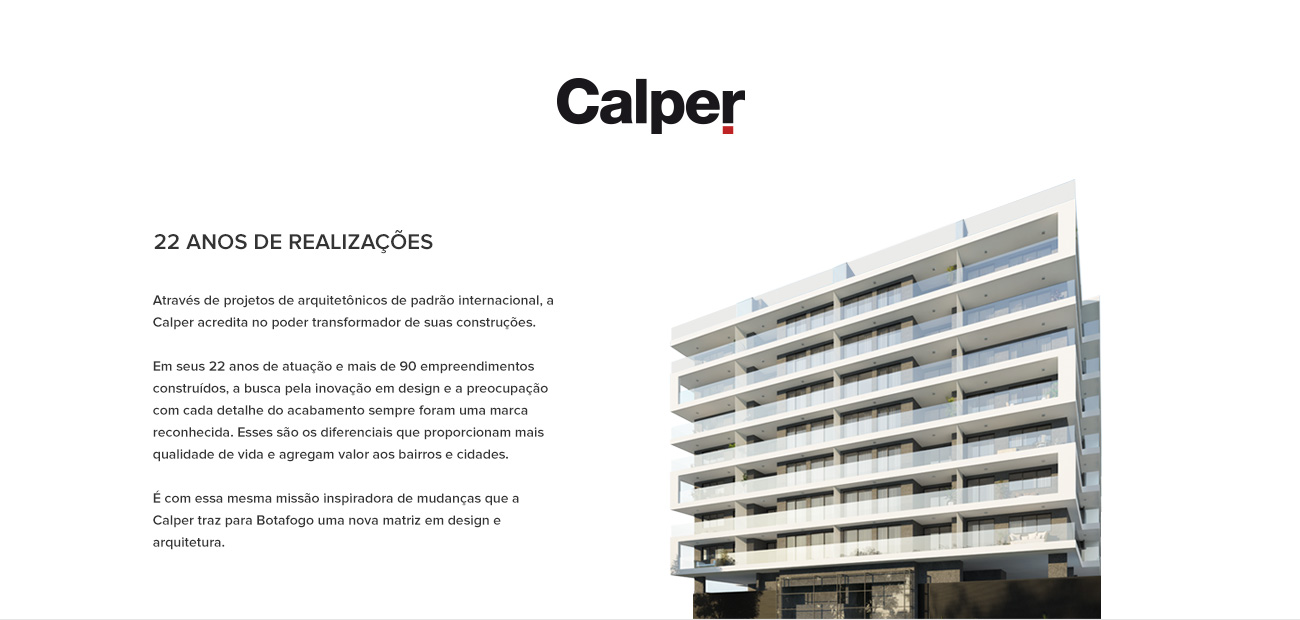 Calper
22 ANOS DE REALIZAÇÕES
Através de projetos de arquitetônicos de padrão internacional, a
Calper acredita no poder transformador de suas construções.
Em seus 22 anos de atuação e mais de 90 empreendimentos
construídos, a busca pela inovação em design e a preocupação
com cada detalhe do acabamento sempre foram uma marca
reconhecida. Esses são os diferenciais que proporcionam mais
qualidade de vida e agregam valor aos bairros e cidades.
É com essa mesma missão inspiradora de mudanças que a
Calper traz para Botafogo uma nova matriz em design e
arquitetura.